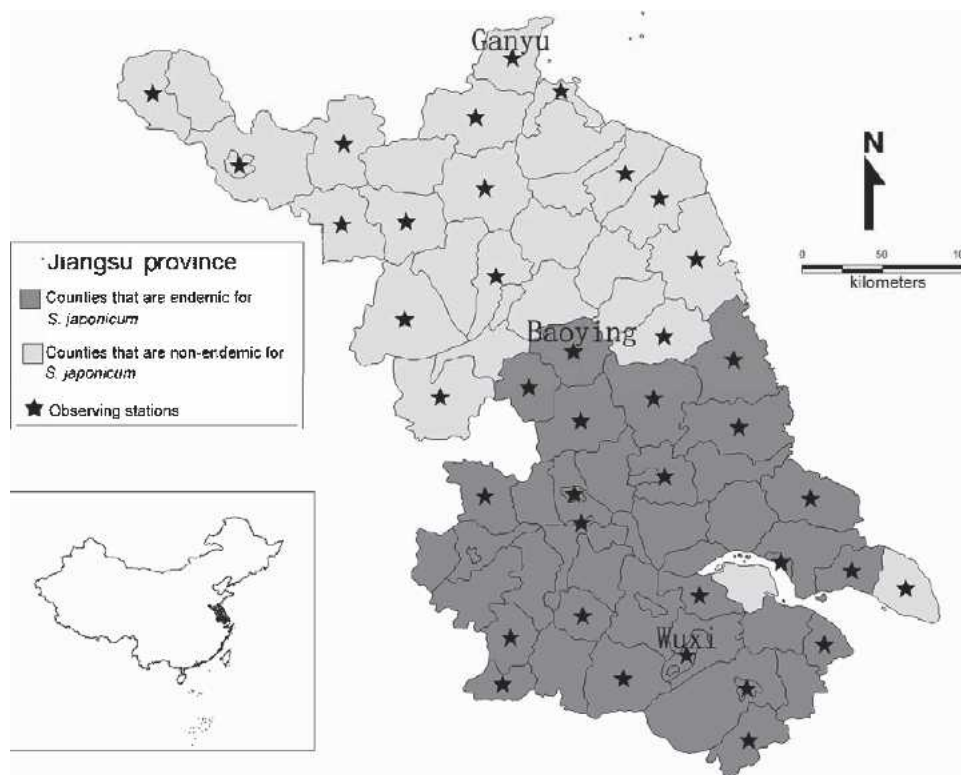 Ganyu
N
0 50 10
kilometers
Jiangsu province
Counties that are endemic for
S. japonicum
Counties that are non-endemic for
S. japonicum
Observing stations
Baoying
Wuxi